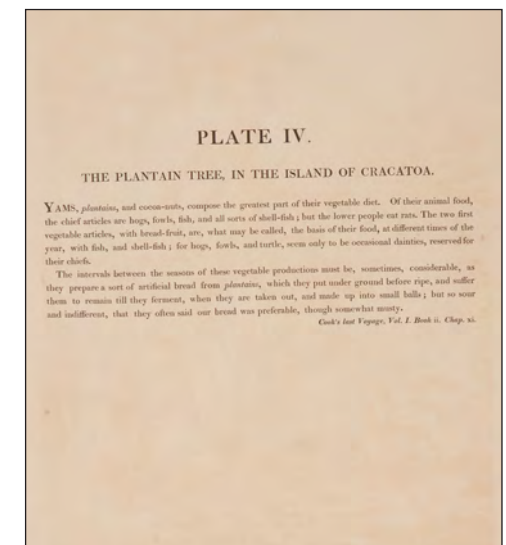 PLATE IV.
THE PLANTAIN TREE, IN THE ISLAND OF CRACATOA.
YAMS, plantains, and cocoa-nuts, compose the greatest part of their vegetable diet. Of their animal food,
the chief articles are hogs, fowls, fish, and all sorts of shell-fish; but the lower people eat rats. The two first
vegetable articles, with bread-fruit, are, what may be called, the basis of their food, at different times of the
year, with fish, and shell-fish; for hogs, fowls, and turtle, seem only to be occasional dainties, reserved for
their chiefs.
The intervals between the seasons of these vegetable productions must be, sometimes, considerable, as
they prepare a sort of artificial bread from plantains, which they put under ground before ripe, and suffer
them to remain till they ferment, when they are taken out, and made up into small balls; but so sour
and indifferent, that they often said our bread was preferable, though somewhat musty.
Cook's last Voyage, Vol. I. Book ii. Chap. xi.